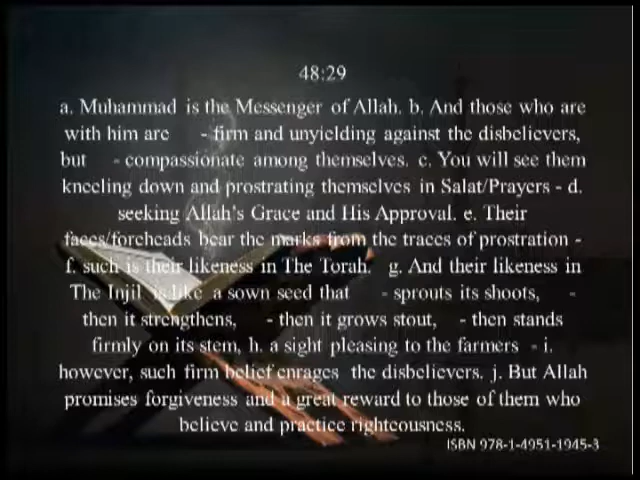 48:29
a. Muhammad is the Messenger of Allah. b. And those who are
with him are - firm and unyielding against the disbelievers,
but - compassionate among themselves. c. You will see them
kneeling down and prostrating themselves in Salat/Prayers - d.
seeking Allah's Grace and His Approval. e. Their
faces/foreheads bear the marks from the traces of prostration -
f. such is their likeness in The Torah. g. And their likeness in
The Injil is like a sown seed that - sprouts its shoots, -
then it strengthens, - then it grows stout, - then stands
firmly on its stem, h. a sight pleasing to the farmers - i.
however, such firm belief enrages the disbelievers. j. But Allah
promises forgiveness and a great reward to those of them who
believe and practice righteousness.
ISBN 978-1-4951-1945-3